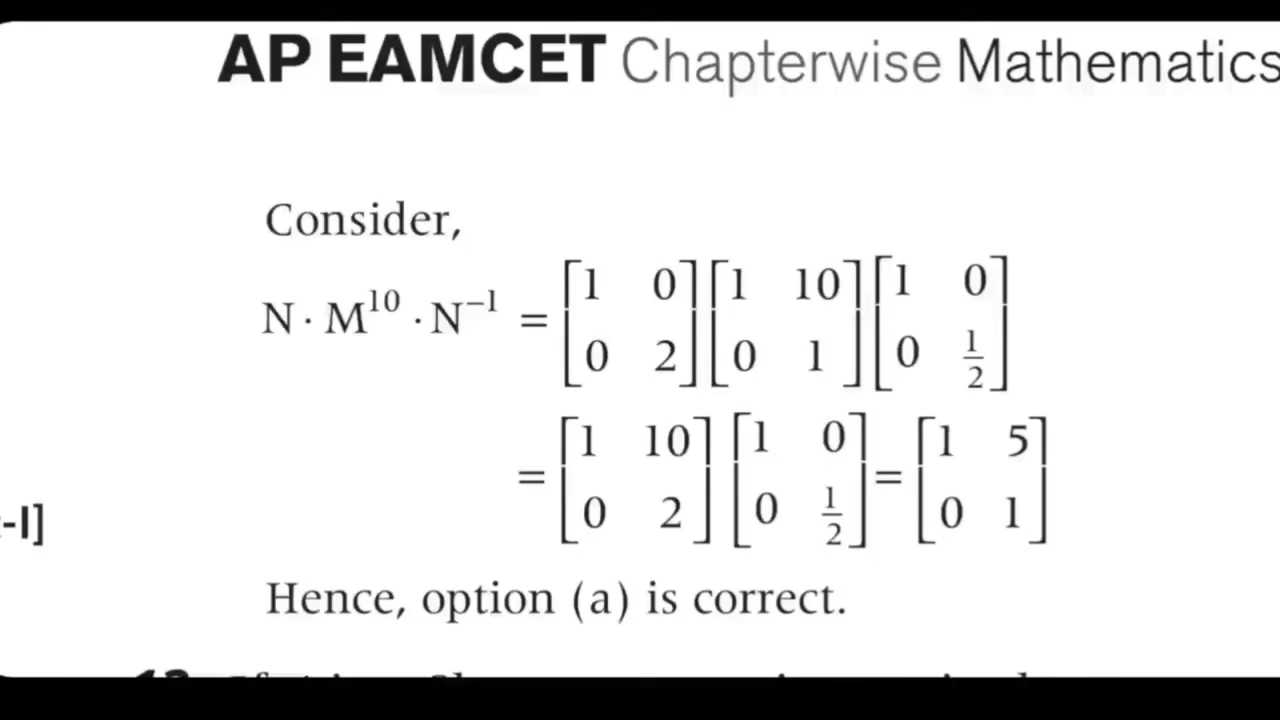 AP EAMCET Chapterwise Mathematics
Consider,
N · M¹⁰ · N⁻¹ = [1 0; 0 2] [1 10; 0 1] [1 0; 0 1/2]
= [1 10; 0 2] [1 0; 0 1/2] = [1 5; 0 1]
-I]
Hence, option (a) is correct.